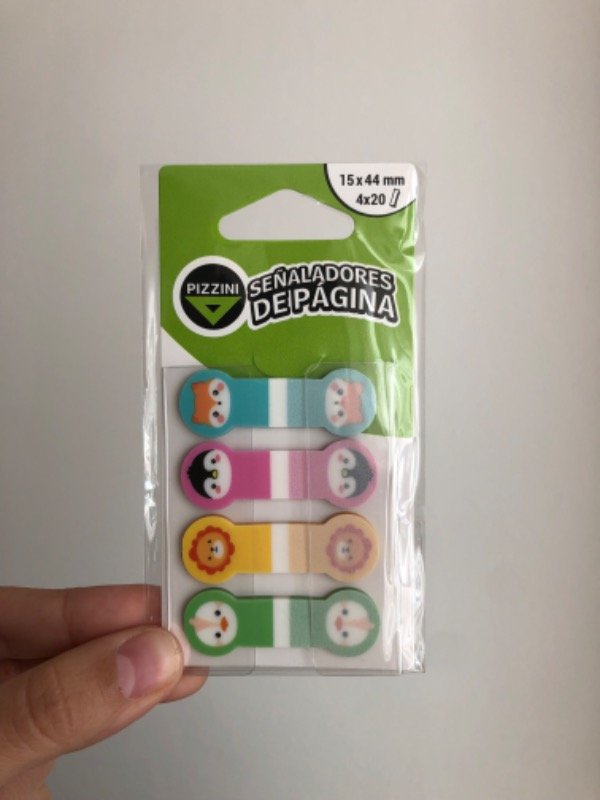 15 x 44 mm
4x20
PIZZINI
SEÑALADORES
DE PÁGINA